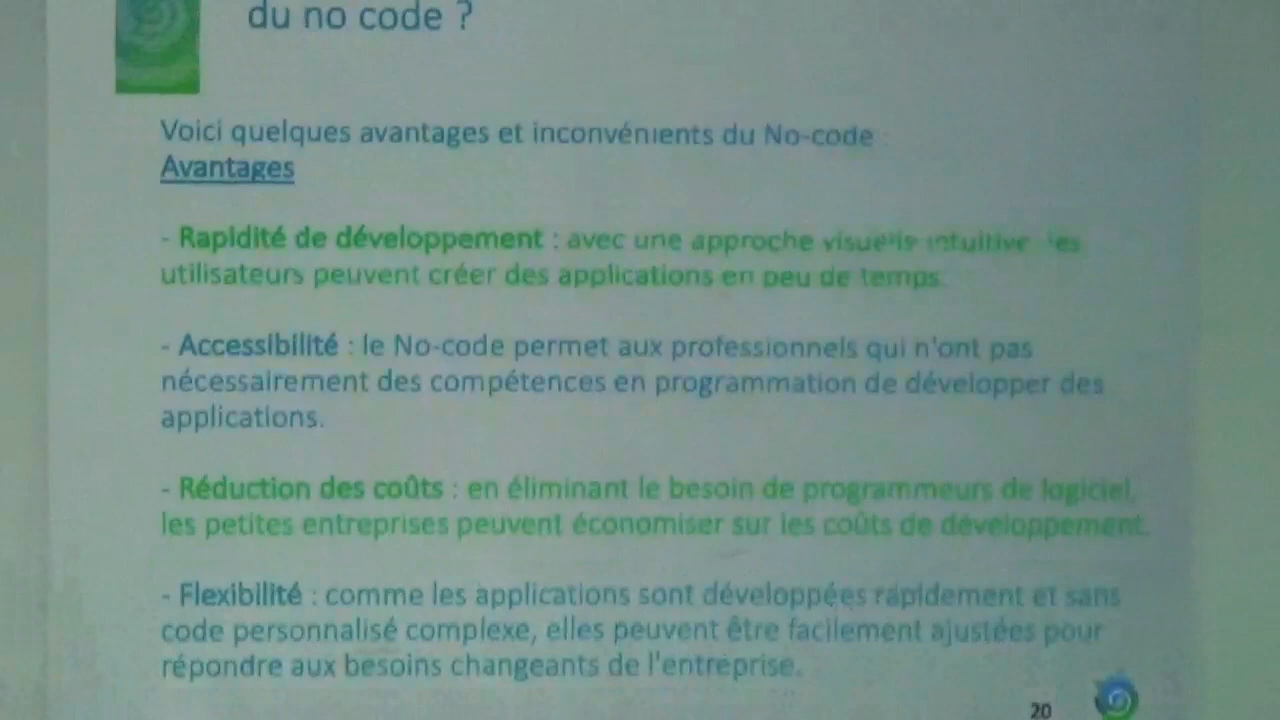 du no code ?
Voici quelques avantages et inconvénients du No-code
Avantages
- Rapidité de développement : avec une approche visuelle intuitive les
utilisateurs peuvent créer des applications en peu de temps.
- Accessibilité : le No-code permet aux professionnels qui n'ont pas
nécessairement des compétences en programmation de développer des
applications.
- Réduction des coûts : en éliminant le besoin de programmeurs de logiciel,
les petites entreprises peuvent économiser sur les coûts de développement.
- Flexibilité : comme les applications sont développées rapidement et sans
code personnalisé complexe, elles peuvent être facilement ajustées pour
répondre aux besoins changeants de l'entreprise.
20